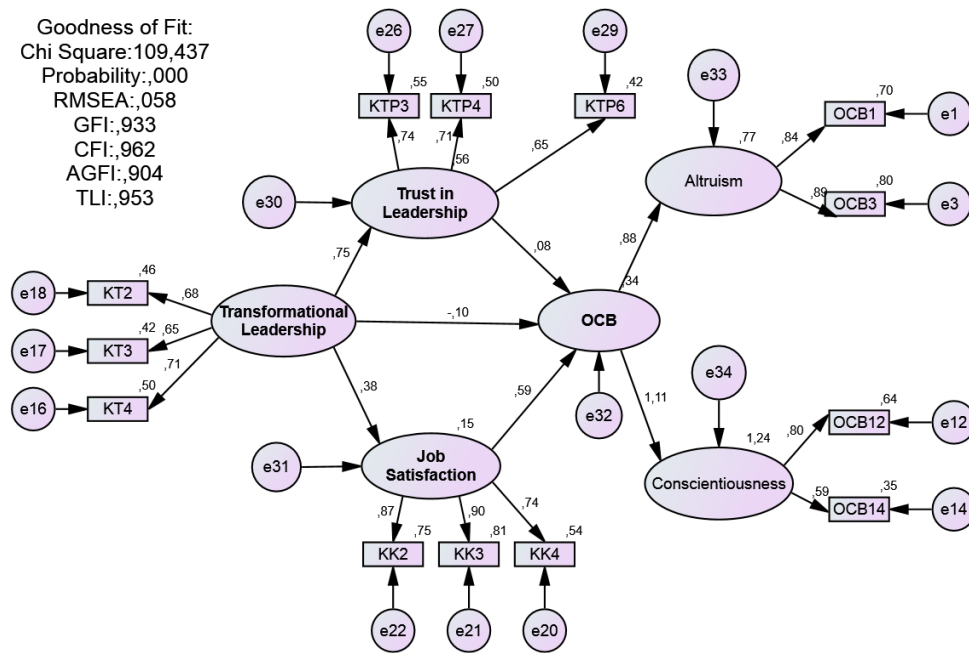 Goodness of Fit:
Chi Square:109,437
Probability:,000
RMSEA:,058
GFI:,933
CFI:,962
AGFI:,904
TLI:,953
e26
e27
e29
,55
,50
,42
KTP3
KTP4
KTP6
,74
,71
,65
,56
e30
Trust in
Leadership
e33
,77
Altruism
,70
OCB1
e1
,84
,80
OCB3
e3
,89
,75
,08
,88
,46
e18
KT2
,68
,42
e17
KT3
,65
,50
e16
KT4
,71
Transformational
Leadership
-,10
,34
OCB
e32
,38
,59
1,11
e34
1,24
Conscientiousness
,64
OCB12
e12
,80
,35
OCB14
e14
,59
,15
e31
Job
Satisfaction
,87
,90
,74
,75
,81
,54
KK2
KK3
KK4
e22
e21
e20